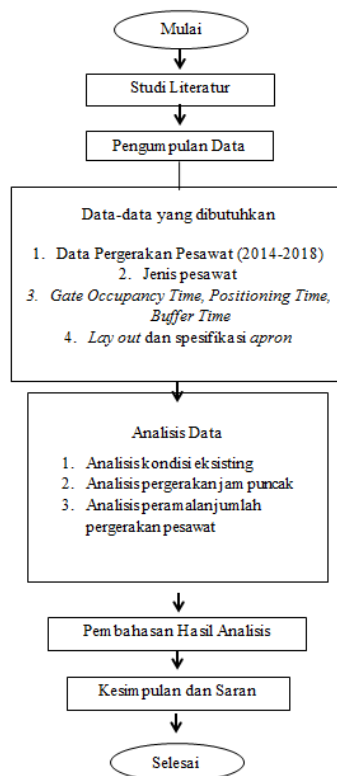 Mulai
Studi Literatur
Pengumpulan Data
Data-data yang dibutuhkan
1. Data Pergerakan Pesawat (2014-2018)
2. Jenis pesawat
3. Gate Occupancy Time, Positioning Time,
Buffer Time
4. Lay out dan spesifikasi apron
Analisis Data
1. Analisis kondisi eksisting
2. Analisis pergerakan jam puncak
3. Analisis peramalan jumlah
pergerakan pesawat
Pembahasan Hasil Analisis
Kesimpulan dan Saran
Selesai